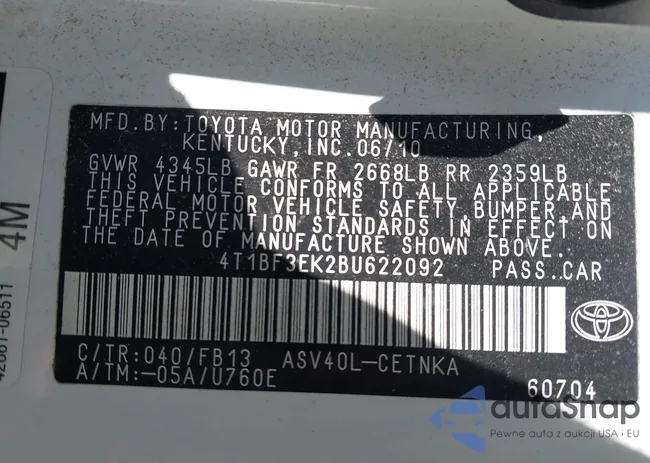 MFD. BY: TOYOTA MOTOR MANUFACTURING,
KENTUCKY, INC. 06/10
GVWR 4345LB GAWR FR 2668LB RR 2359LB
THIS VEHICLE CONFORMS TO ALL APPLICABLE
FEDERAL MOTOR VEHICLE SAFETY, BUMPER, AND
THEFT PREVENTION STANDARDS IN EFFECT ON
THE DATE OF MANUFACTURE SHOWN ABOVE.
4T1BF3EK2BU622092 PASS. CAR
C/TR: 040/FB13 ASV40L-CETNKA
A/TM: -05A/U760E
60704
4M
42661-06511
autoSnap
Pewne auta z aukcji USA i EU